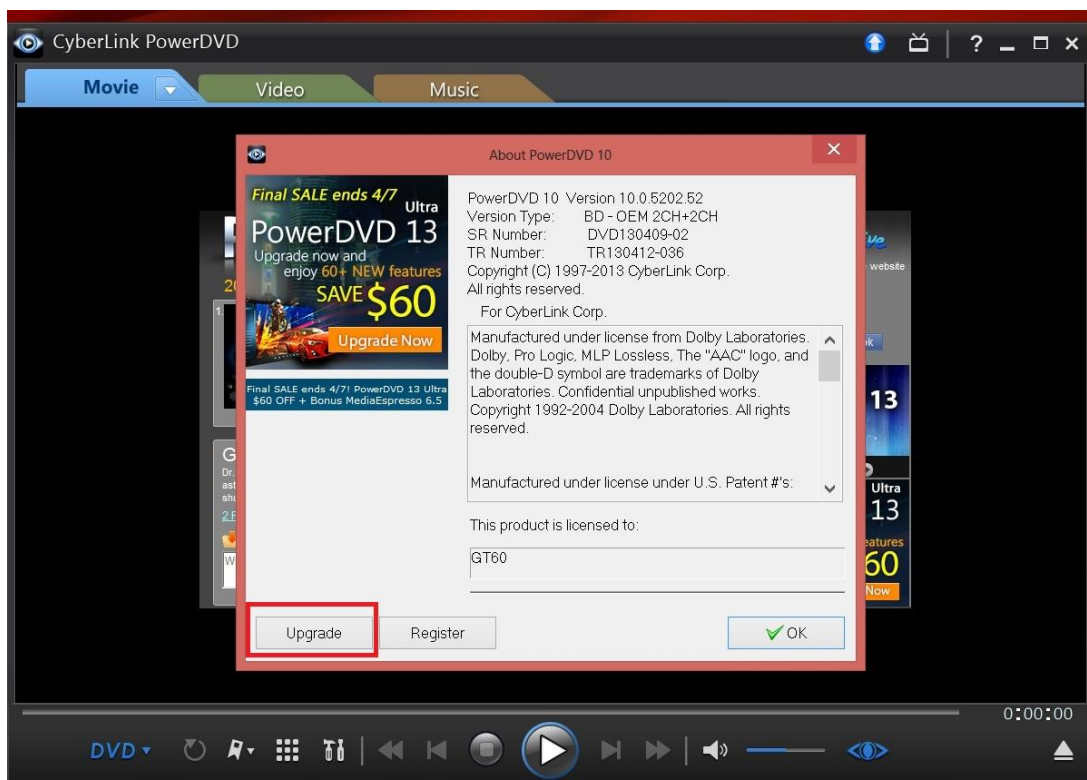 CyberLink PowerDVD
?
Movie
Video
Music
About PowerDVD 10
Final SALE ends 4/7
Ultra
PowerDVD 13
Upgrade now and
enjoy 60+ NEW features
SAVE $60
Upgrade Now
Final SALE ends 4/7! PowerDVD 13 Ultra
$60 OFF + Bonus MediaEspresso 6.5
PowerDVD 10 Version 10.0.5202.52
Version Type: BD - OEM 2CH+2CH
SR Number: DVD130409-02
TR Number: TR130412-036
Copyright (C) 1997-2013 CyberLink Corp.
All rights reserved.
For CyberLink Corp.
Manufactured under license from Dolby Laboratories.
Dolby, Pro Logic, MLP Lossless, The "AAC" logo, and
the double-D symbol are trademarks of Dolby
Laboratories. Confidential unpublished works.
Copyright 1992-2004 Dolby Laboratories. All rights
reserved.
Manufactured under license under U.S. Patent #'s:
This product is licensed to:
GT60
Upgrade
Register
OK
website
13
Ultra
13
60
Now
Dr.
0:00:00
DVD